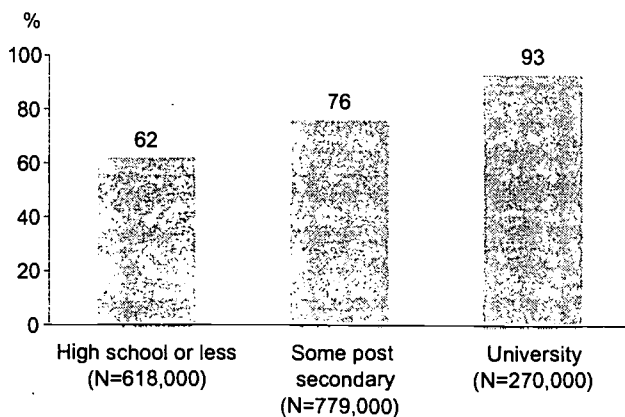 %
100
80
60
40
20
0
62
76
93
High school or less
(N=618,000)
Some post
secondary
(N=779,000)
University
(N=270,000)